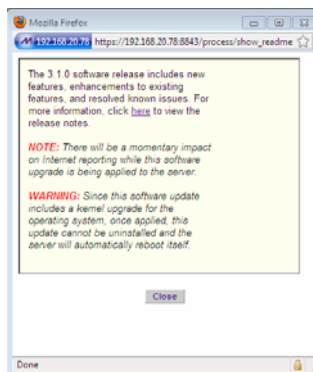 Mozilla Firefox
192.168.20.78 https://192.168.20.78:8843/process/show_readme
The 3.1.0 software release includes new
features, enhancements to existing
features, and resolved known issues. For
more information, click here to view the
release notes.
NOTE: There will be a momentary impact
on Internet reporting while this software
upgrade is being applied to the server.
WARNING: Since this software update
includes a kernel upgrade for the
operating system, once applied, this
update cannot be uninstalled and the
server will automatically reboot itself.
Close
Done